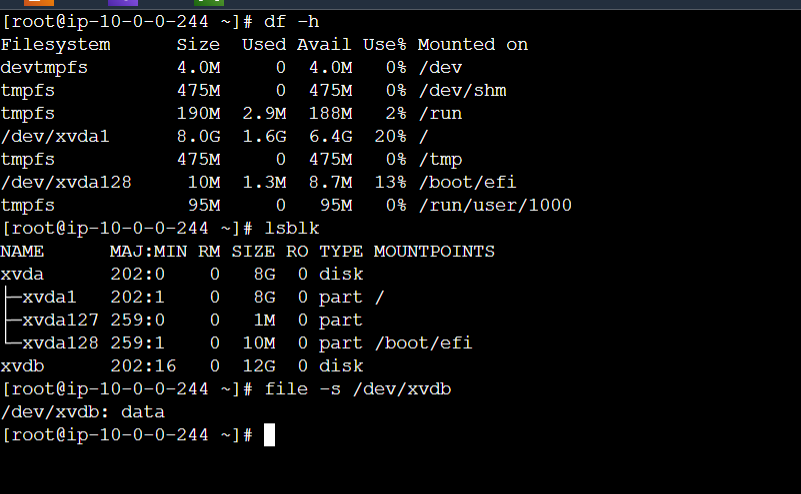 [root@ip-10-0-0-244 ~]# df -h
Filesystem      Size  Used Avail Use% Mounted on
devtmpfs        4.0M     0  4.0M   0% /dev
tmpfs           475M     0  475M   0% /dev/shm
tmpfs           190M  2.9M  188M   2% /run
/dev/xvda1      8.0G  1.6G  6.4G  20% /
tmpfs           475M     0  475M   0% /tmp
/dev/xvda128     10M  1.3M  8.7M  13% /boot/efi
tmpfs            95M     0   95M   0% /run/user/1000
[root@ip-10-0-0-244 ~]# lsblk
NAME      MAJ:MIN RM SIZE RO TYPE MOUNTPOINTS
xvda      202:0    0   8G  0 disk
├─xvda1   202:1    0   8G  0 part /
├─xvda127 259:0    0   1M  0 part
└─xvda128 259:1    0  10M  0 part /boot/efi
xvdb      202:16   0  12G  0 disk
[root@ip-10-0-0-244 ~]# file -s /dev/xvdb
/dev/xvdb: data
[root@ip-10-0-0-244 ~]#